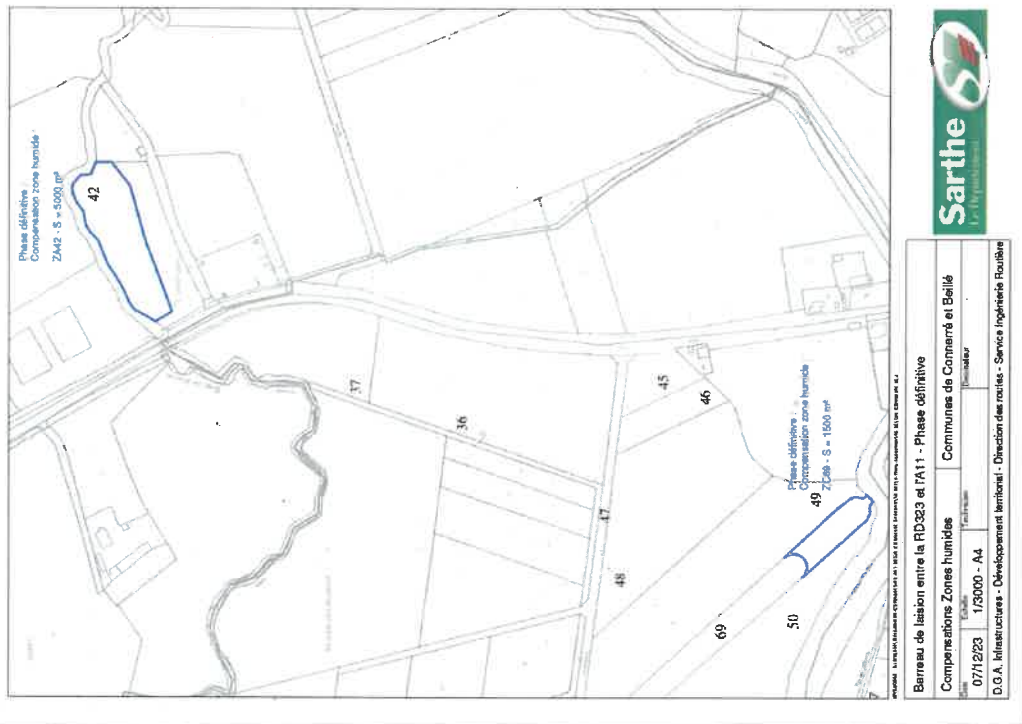 Phase définitive
Compensation zone humide
ZA42 - S = 5000 m²
42
37
36
45
46
Phase définitive :
Compensation zone humide
- S = 1500 m²
49
47
48
69
50
Barreau de laision entre la RD323 et l'A11 - Phase définitive
Compensations Zones humides
Communes de Connerré et Beillé
Date
07/12/23
Echelle
1/3000 - A4
D.G.A. Infrastructures - Développement territorial - Direction des routes - Service Ingénierie Routière
Sarthe
Le Département